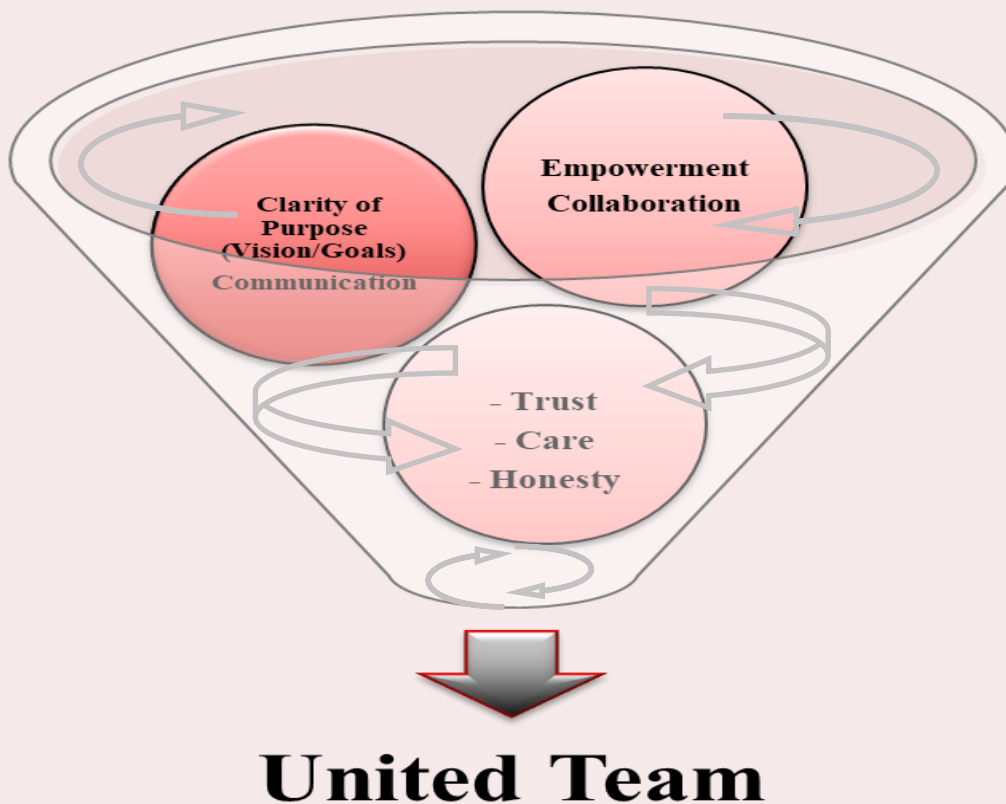 Clarity of
Purpose
(Vision/Goals)
Communication
Empowerment
Collaboration
- Trust
- Care
- Honesty
United Team